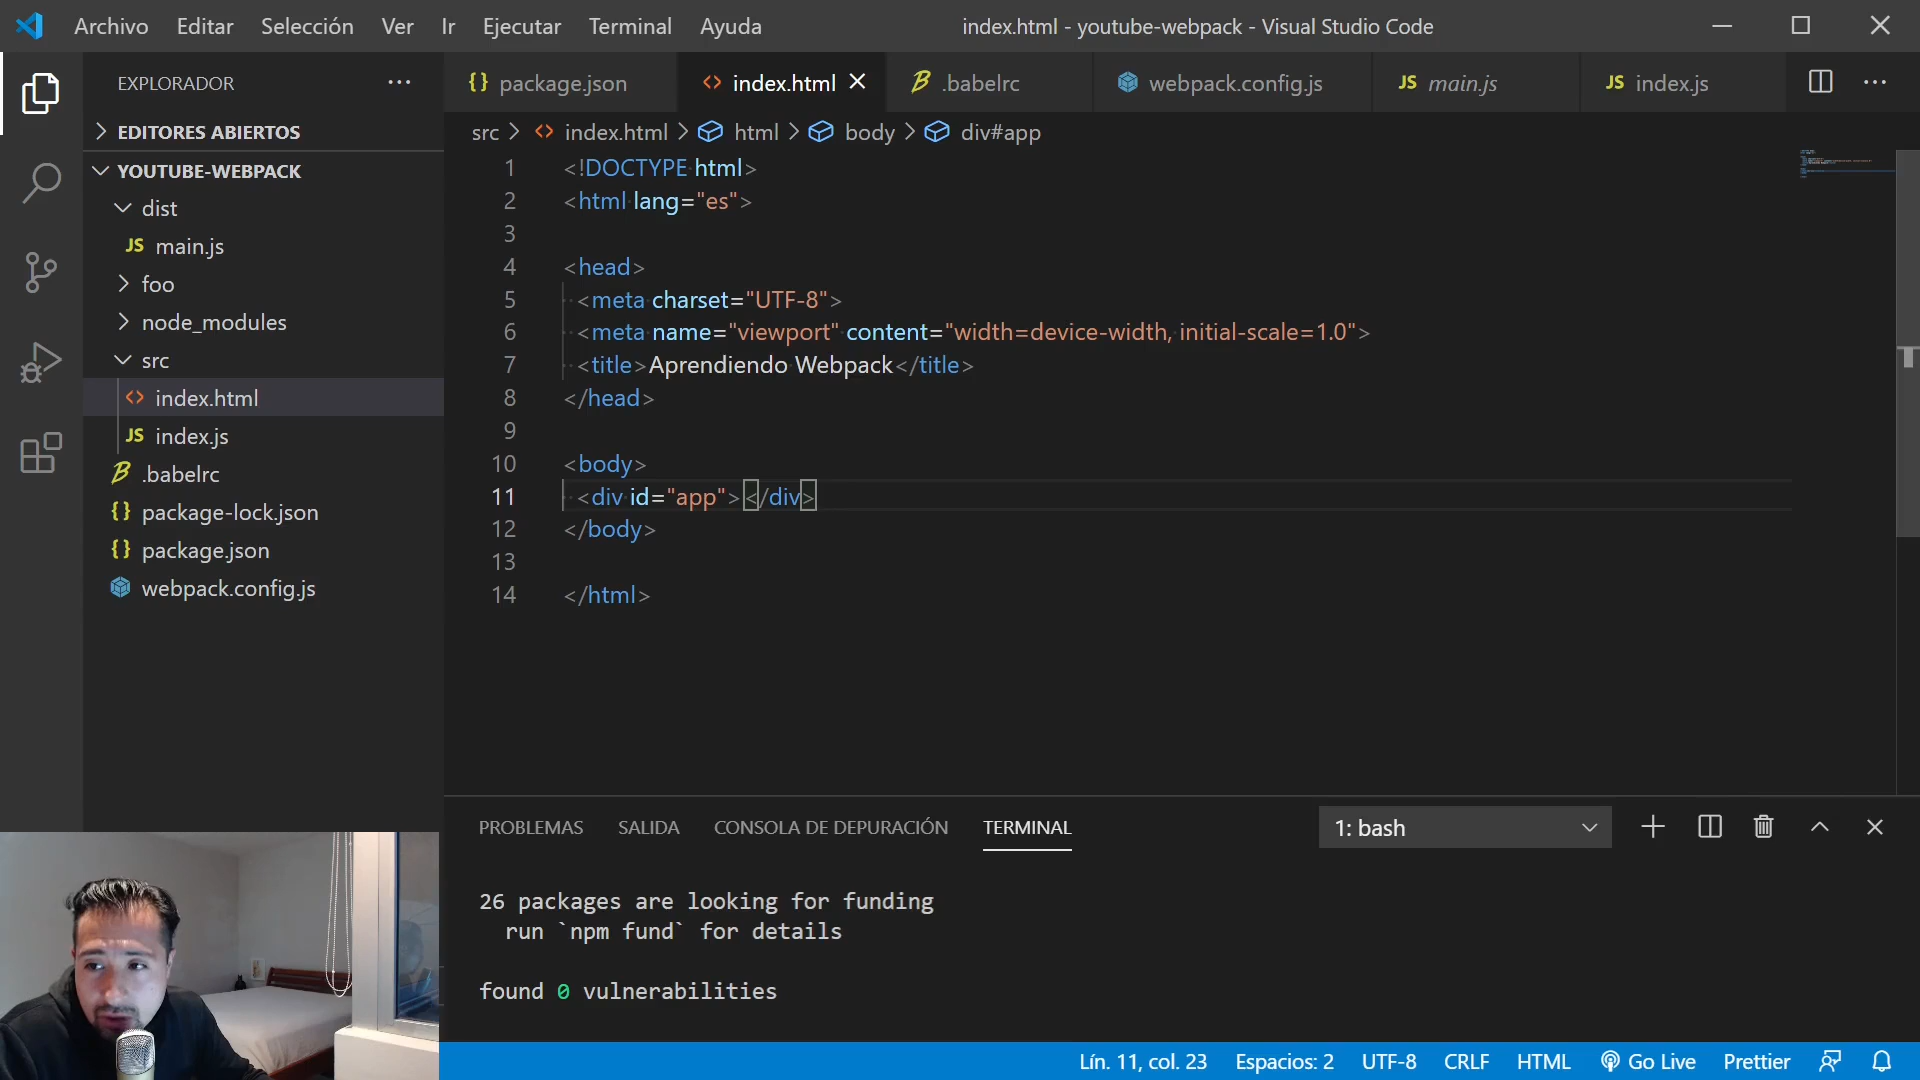 Archivo Editar Selección Ver Ir Ejecutar Terminal Ayuda index.html - youtube-webpack - Visual Studio Code
EXPLORADOR
EDITORES ABIERTOS
YOUTUBE-WEBPACK
dist
JS main.js
foo
node_modules
src
<> index.html
JS index.js
.babelrc
{} package-lock.json
{} package.json
webpack.config.js
{} package.json <> index.html .babelrc webpack.config.js JS main.js JS index.js
src > <> index.html > html > body > div#app
1 <!DOCTYPE html>
2 <html lang="es">
3
4 <head>
5 <meta charset="UTF-8">
6 <meta name="viewport" content="width=device-width, initial-scale=1.0">
7 <title>Aprendiendo Webpack</title>
8 </head>
9
10 <body>
11 <div id="app"></div>
12 </body>
13
14 </html>
PROBLEMAS SALIDA CONSOLA DE DEPURACIÓN TERMINAL 1: bash
26 packages are looking for funding
run `npm fund` for details
found 0 vulnerabilities
Lín. 11, col. 23 Espacios: 2 UTF-8 CRLF HTML Go Live Prettier